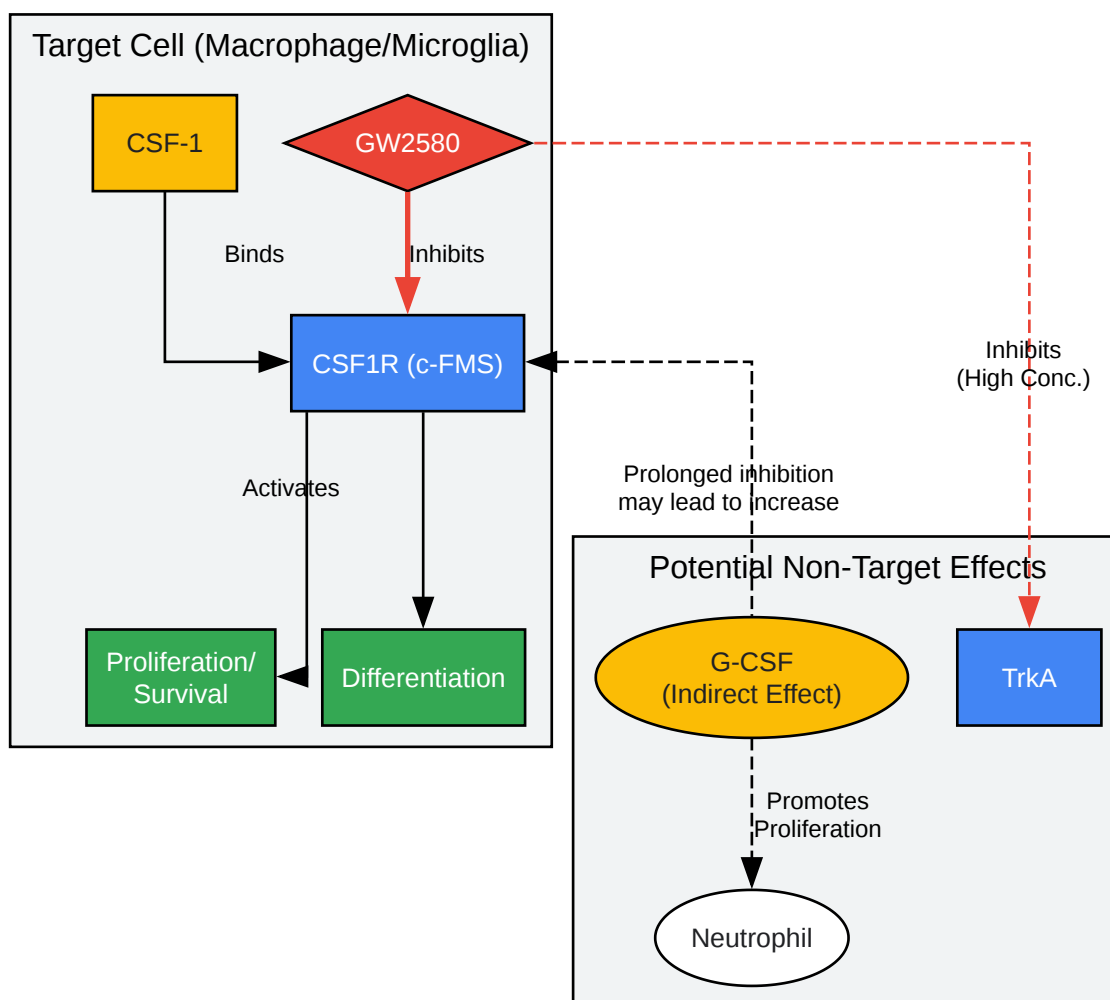 Target Cell (Macrophage/Microglia)
CSF-1
GW2580
Binds
Inhibits
CSF1R (c-FMS)
Inhibits
(High Conc.)
Activates
Prolonged inhibition
may lead to increase
Potential Non-Target Effects
Proliferation/
Survival
Differentiation
G-CSF
(Indirect Effect)
TrkA
Promotes
Proliferation
Neutrophil